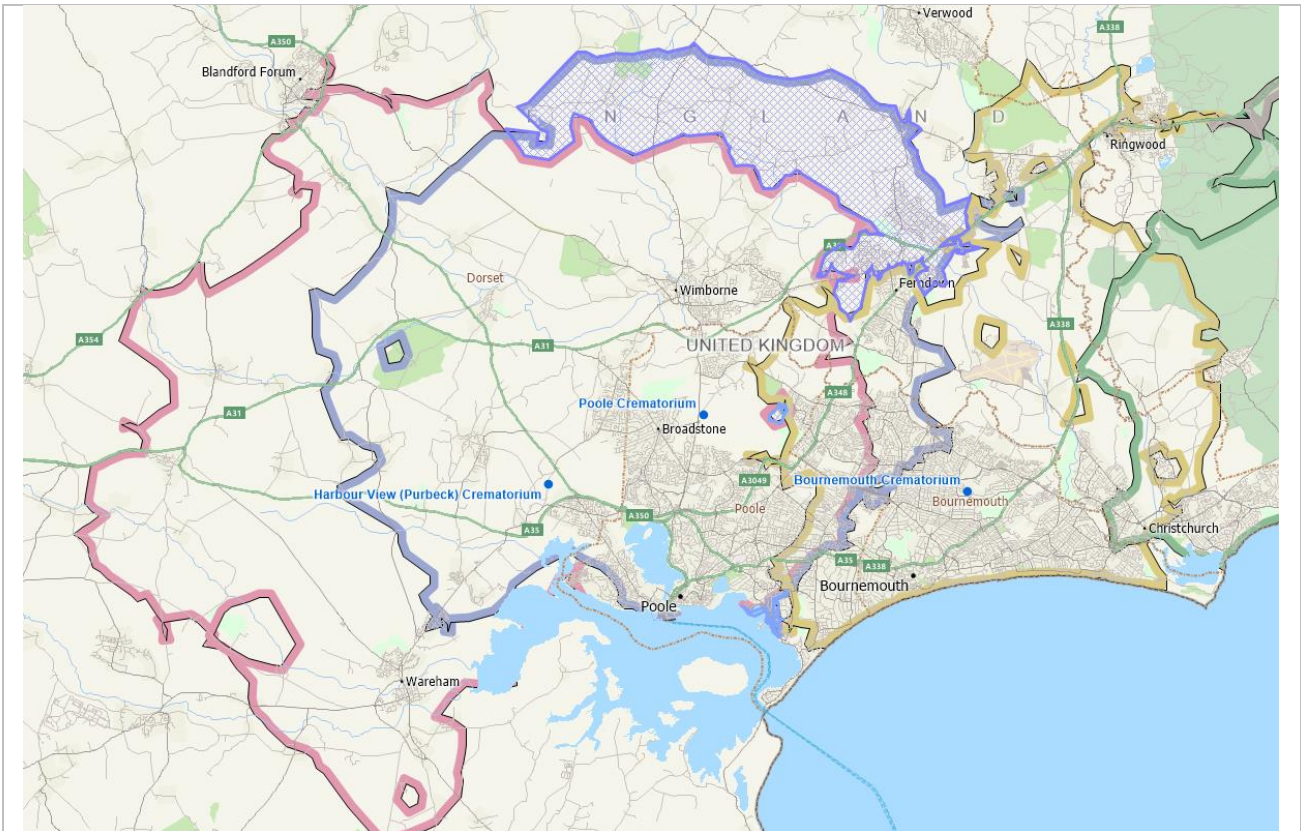 Verwood
A338
A350
Blandford Forum
N G L A N D
Ringwood
Dorset
Wimborne
Ferndown
A338
A31
A354
UNITED KINGDOM
A31
A348
Poole Crematorium
Broadstone
A3049
Bournemouth Crematorium
Harbour View (Purbeck) Crematorium
Bournemouth
Poole
A350
A35
Christchurch
A35
A338
Bournemouth
Poole
Wareham